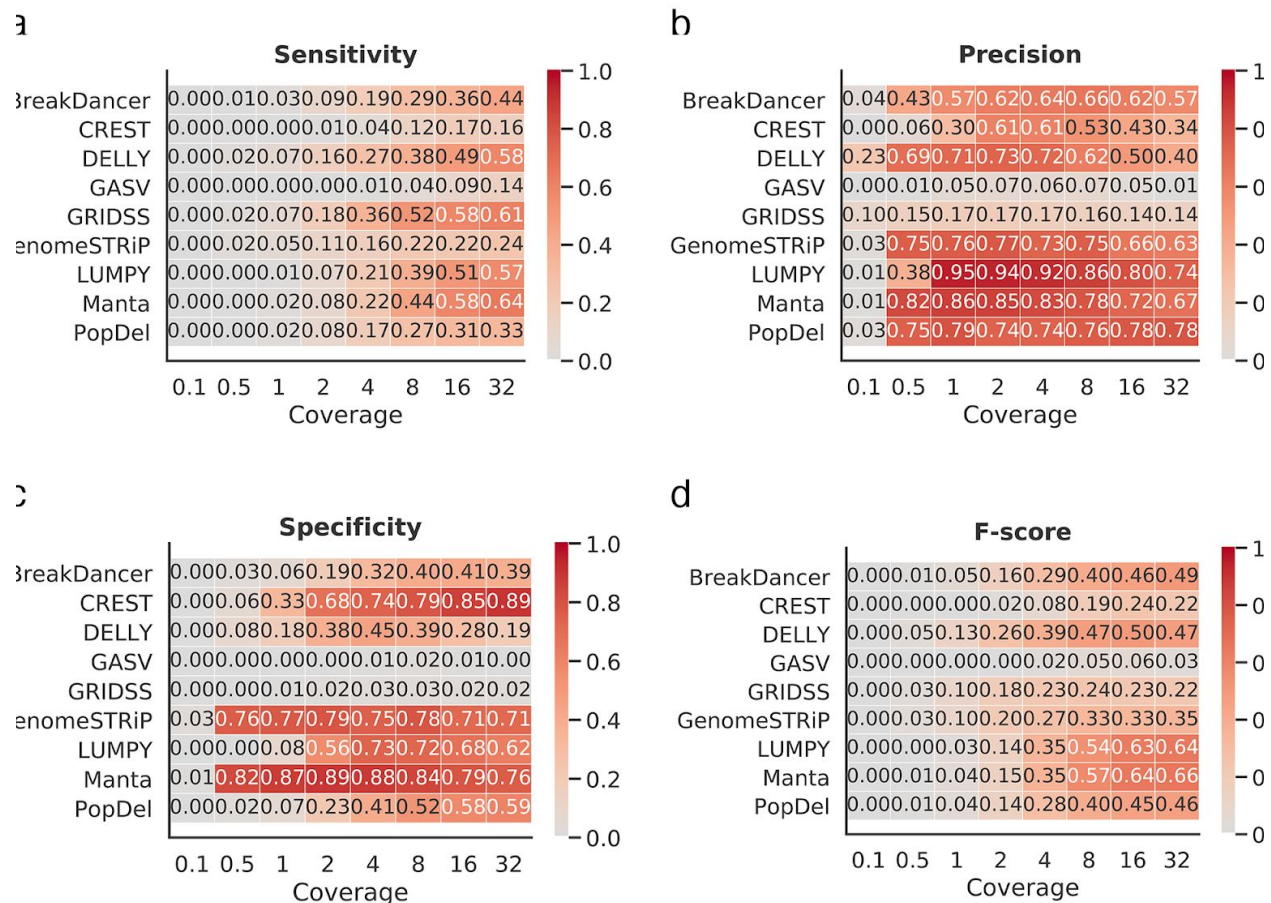 a
Sensitivity
BreakDancer 0.00 0.01 0.03 0.09 0.19 0.29 0.36 0.44
CREST 0.00 0.00 0.00 0.01 0.04 0.12 0.17 0.16
DELLY 0.00 0.02 0.07 0.16 0.27 0.38 0.49 0.58
GASV 0.00 0.00 0.00 0.00 0.01 0.04 0.09 0.14
GRIDSS 0.00 0.02 0.07 0.18 0.36 0.52 0.58 0.61
enomeSTRiP 0.00 0.02 0.05 0.11 0.16 0.22 0.22 0.24
LUMPY 0.00 0.00 0.01 0.07 0.21 0.39 0.51 0.57
Manta 0.00 0.00 0.02 0.08 0.22 0.44 0.58 0.64
PopDel 0.00 0.00 0.02 0.08 0.17 0.27 0.31 0.33
0.1 0.5 1 2 4 8 16 32
Coverage
1.0
0.8
0.6
0.4
0.2
0.0
b
Precision
BreakDancer 0.04 0.43 0.57 0.62 0.64 0.66 0.62 0.57
CREST 0.00 0.06 0.30 0.61 0.61 0.53 0.43 0.34
DELLY 0.23 0.69 0.71 0.73 0.72 0.62 0.50 0.40
GASV 0.00 0.01 0.05 0.07 0.06 0.07 0.05 0.01
GRIDSS 0.10 0.15 0.17 0.17 0.17 0.16 0.14 0.14
GenomeSTRiP 0.03 0.75 0.76 0.77 0.73 0.75 0.66 0.63
LUMPY 0.01 0.38 0.95 0.94 0.92 0.86 0.80 0.74
Manta 0.01 0.82 0.86 0.85 0.83 0.78 0.72 0.67
PopDel 0.03 0.75 0.79 0.74 0.74 0.76 0.78 0.78
0.1 0.5 1 2 4 8 16 32
Coverage
1
0
0
0
0
0
c
Specificity
BreakDancer 0.00 0.03 0.06 0.19 0.32 0.40 0.41 0.39
CREST 0.00 0.06 0.33 0.68 0.74 0.79 0.85 0.89
DELLY 0.00 0.08 0.18 0.38 0.45 0.39 0.28 0.19
GASV 0.00 0.00 0.00 0.00 0.01 0.02 0.01 0.00
GRIDSS 0.00 0.00 0.01 0.02 0.03 0.03 0.02 0.02
enomeSTRiP 0.03 0.76 0.77 0.79 0.75 0.78 0.71 0.71
LUMPY 0.00 0.00 0.08 0.56 0.73 0.72 0.68 0.62
Manta 0.01 0.82 0.87 0.89 0.88 0.84 0.79 0.76
PopDel 0.00 0.02 0.07 0.23 0.41 0.52 0.58 0.59
0.1 0.5 1 2 4 8 16 32
Coverage
1.0
0.8
0.6
0.4
0.2
0.0
d
F-score
BreakDancer 0.00 0.01 0.05 0.16 0.29 0.40 0.46 0.49
CREST 0.00 0.00 0.00 0.02 0.08 0.19 0.24 0.22
DELLY 0.00 0.05 0.13 0.26 0.39 0.47 0.50 0.47
GASV 0.00 0.00 0.00 0.00 0.02 0.05 0.06 0.03
GRIDSS 0.00 0.03 0.10 0.18 0.23 0.24 0.23 0.22
GenomeSTRiP 0.00 0.03 0.10 0.20 0.27 0.33 0.33 0.35
LUMPY 0.00 0.00 0.03 0.14 0.35 0.54 0.63 0.64
Manta 0.00 0.01 0.04 0.15 0.35 0.57 0.64 0.66
PopDel 0.00 0.01 0.04 0.14 0.28 0.40 0.45 0.46
0.1 0.5 1 2 4 8 16 32
Coverage
1
0
0
0
0
0